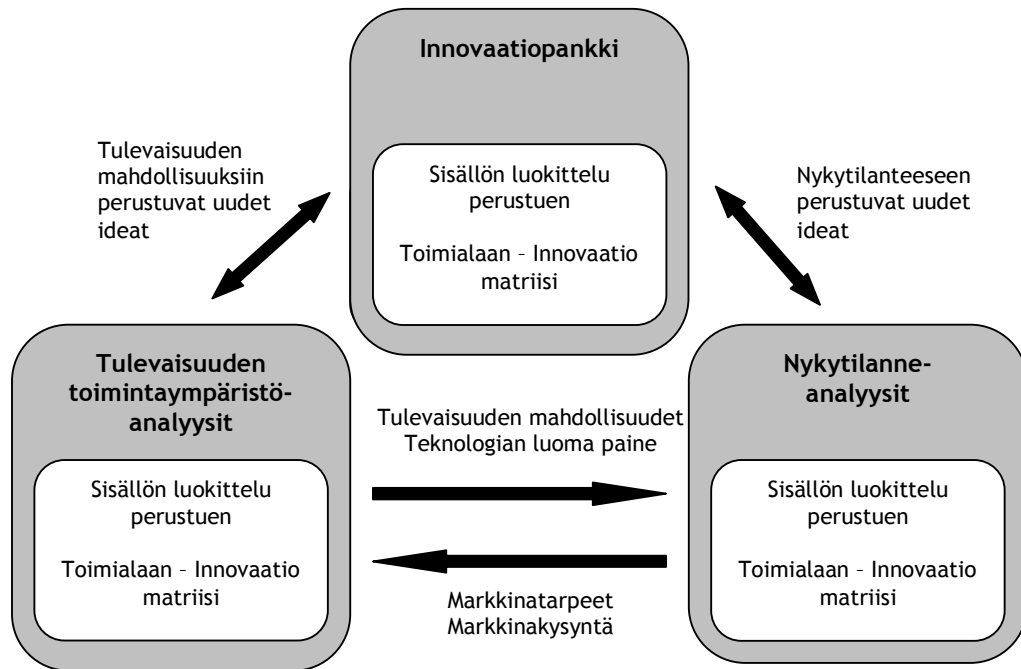 Innovaatiopankki
Sisällön luokittelu
perustuen
Toimialaan – Innovaatio
matriisi
Tulevaisuuden
mahdollisuuksiin
perustuvat uudet
ideat
Nykytilanteeseen
perustuvat uudet
ideat
Tulevaisuuden
toimintaympäristö-
analyysit
Sisällön luokittelu
perustuen
Toimialaan – Innovaatio
matriisi
Tulevaisuuden mahdollisuudet
Teknologian luoma paine
Markkinatarpeet
Markkinakysyntä
Nykytilanne-
analyysit
Sisällön luokittelu
perustuen
Toimialaan – Innovaatio
matriisi